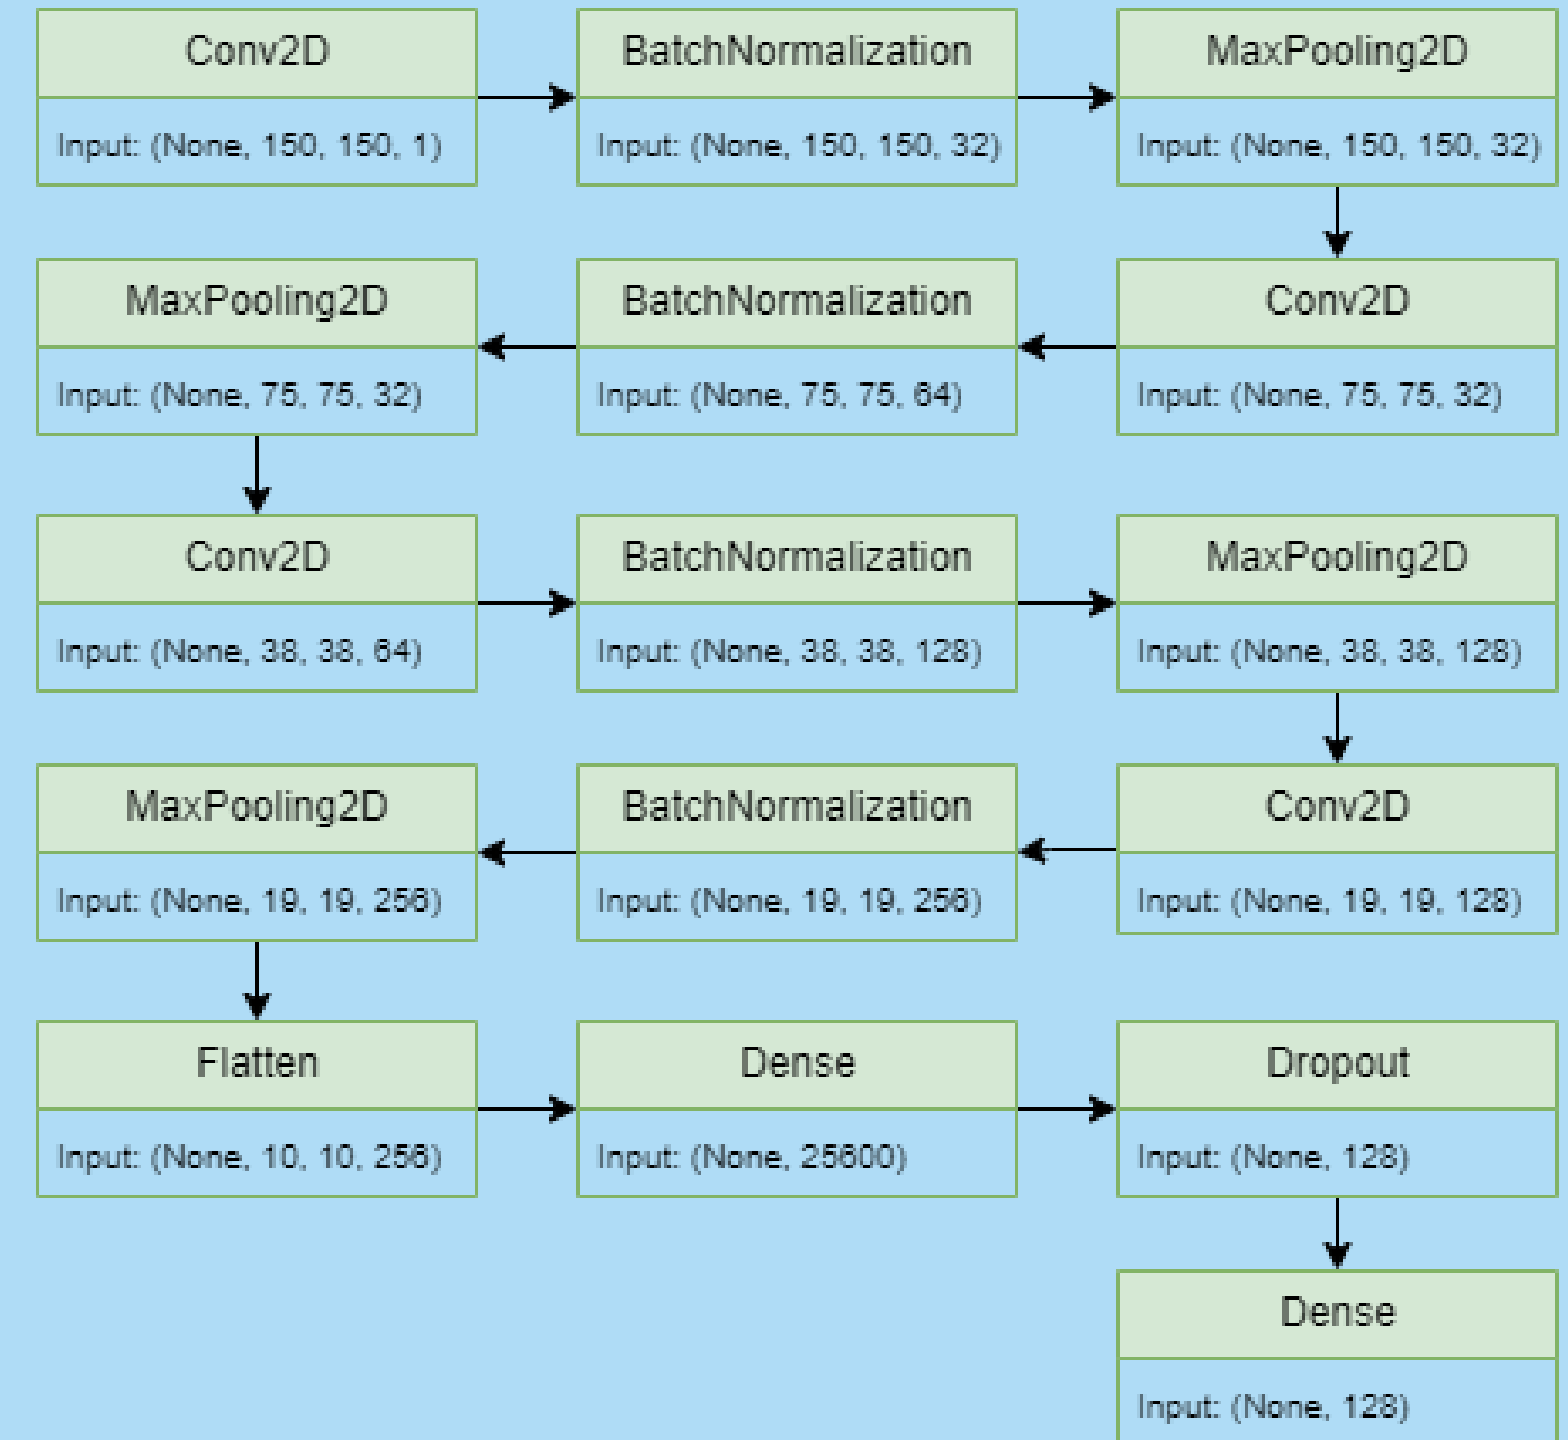 Conv2D
Input: (None, 150, 150, 1)
BatchNormalization
Input: (None, 150, 150, 32)
MaxPooling2D
Input: (None, 150, 150, 32)
MaxPooling2D
Input: (None, 75, 75, 32)
BatchNormalization
Input: (None, 75, 75, 64)
Conv2D
Input: (None, 75, 75, 32)
Conv2D
Input: (None, 38, 38, 64)
BatchNormalization
Input: (None, 38, 38, 128)
MaxPooling2D
Input: (None, 38, 38, 128)
MaxPooling2D
Input: (None, 19, 19, 256)
BatchNormalization
Input: (None, 19, 19, 256)
Conv2D
Input: (None, 19, 19, 128)
Flatten
Input: (None, 10, 10, 256)
Dense
Input: (None, 25600)
Dropout
Input: (None, 128)
Dense
Input: (None, 128)